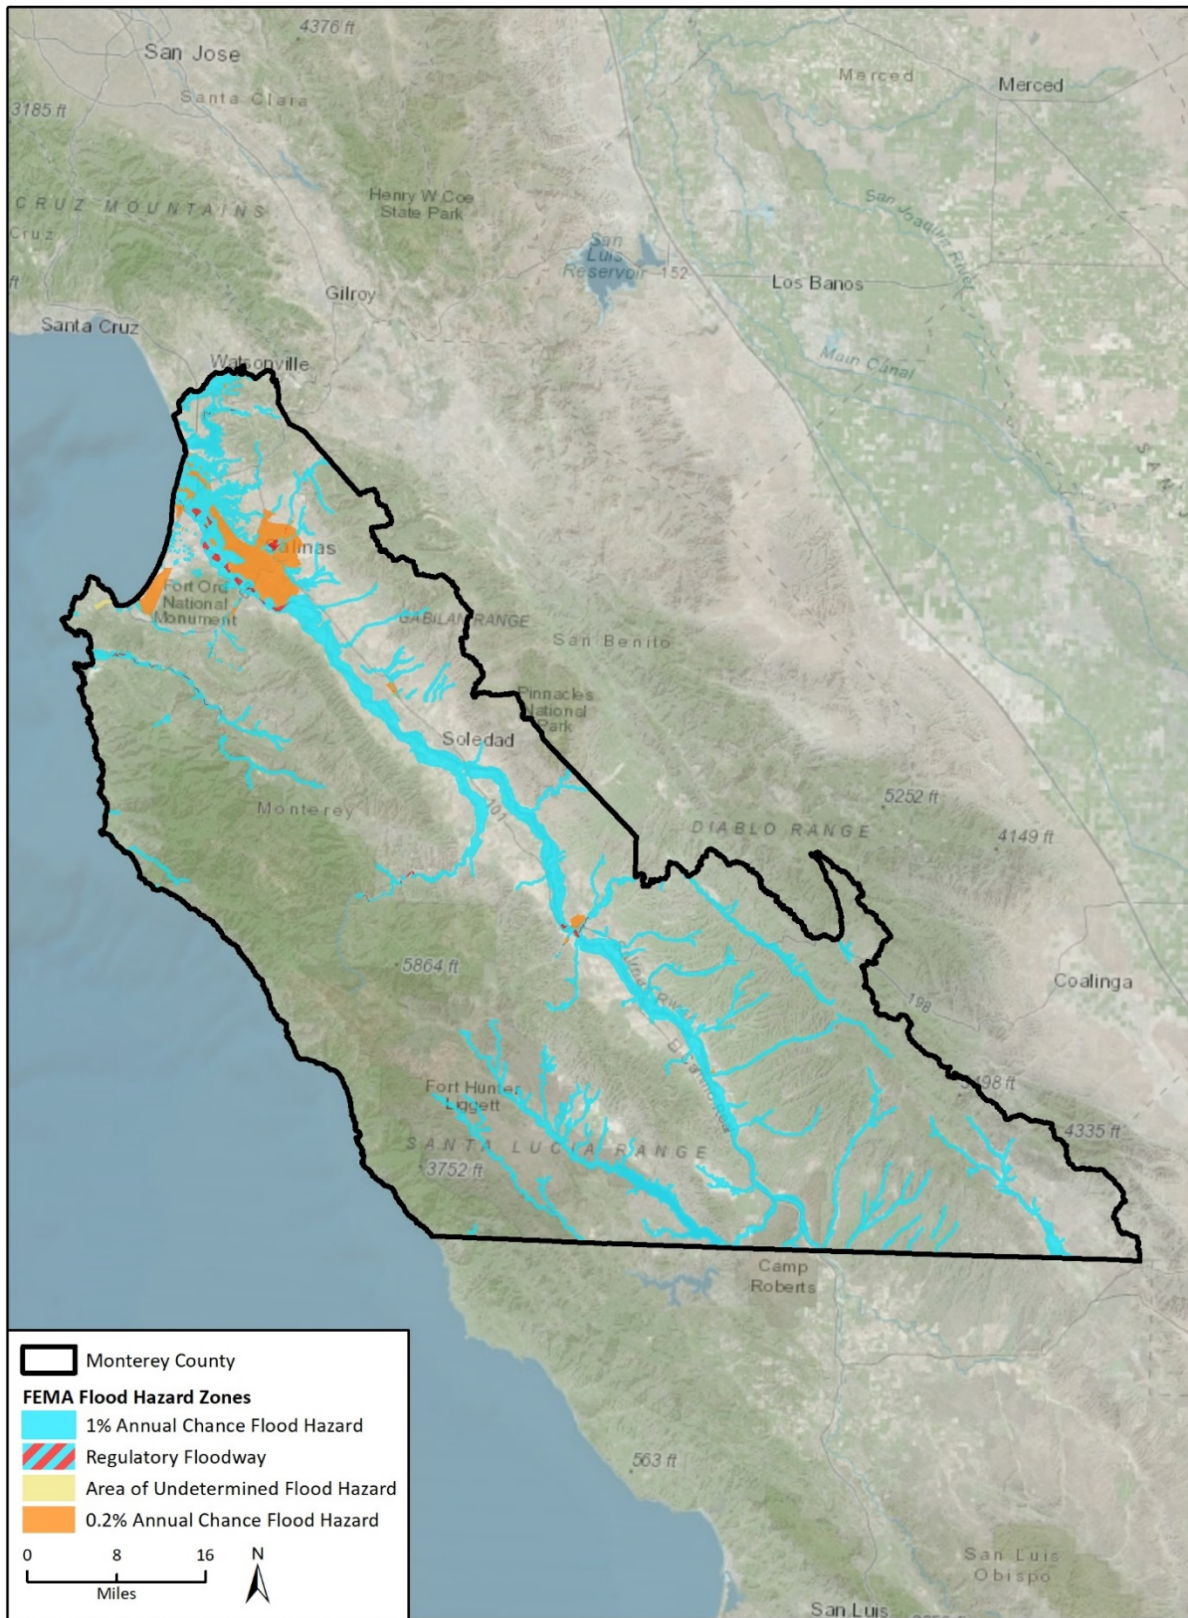 4376 ft
San Jose
Merced
Merced
Santa Clara
3185 ft
Henry W Coe
State Park
CRUZ MOUNTAINS
Cruz
San Joaquin River
San
Luis
Reservoir
152
ft
Los Banos
Gilroy
Santa Cruz
Main Canal
Watsonville
SAN
Salinas
Fort Ord
National
Monument
GABILAN RANGE
San Benito
Pinnacles
National
Park
Soledad
5252 ft
Monterey
101
DIABLO RANGE
4149 ft
5864 ft
Coalinga
198
Fort Hunter
Liggett
4335 ft
SANTA LUCIA RANGE
3752 ft
Camp
Roberts
Monterey County
FEMA Flood Hazard Zones
1% Annual Chance Flood Hazard
Regulatory Floodway
Area of Undetermined Flood Hazard
0.2% Annual Chance Flood Hazard
0 8 16
Miles
N
563 ft
San Luis
Obispo
San Luis